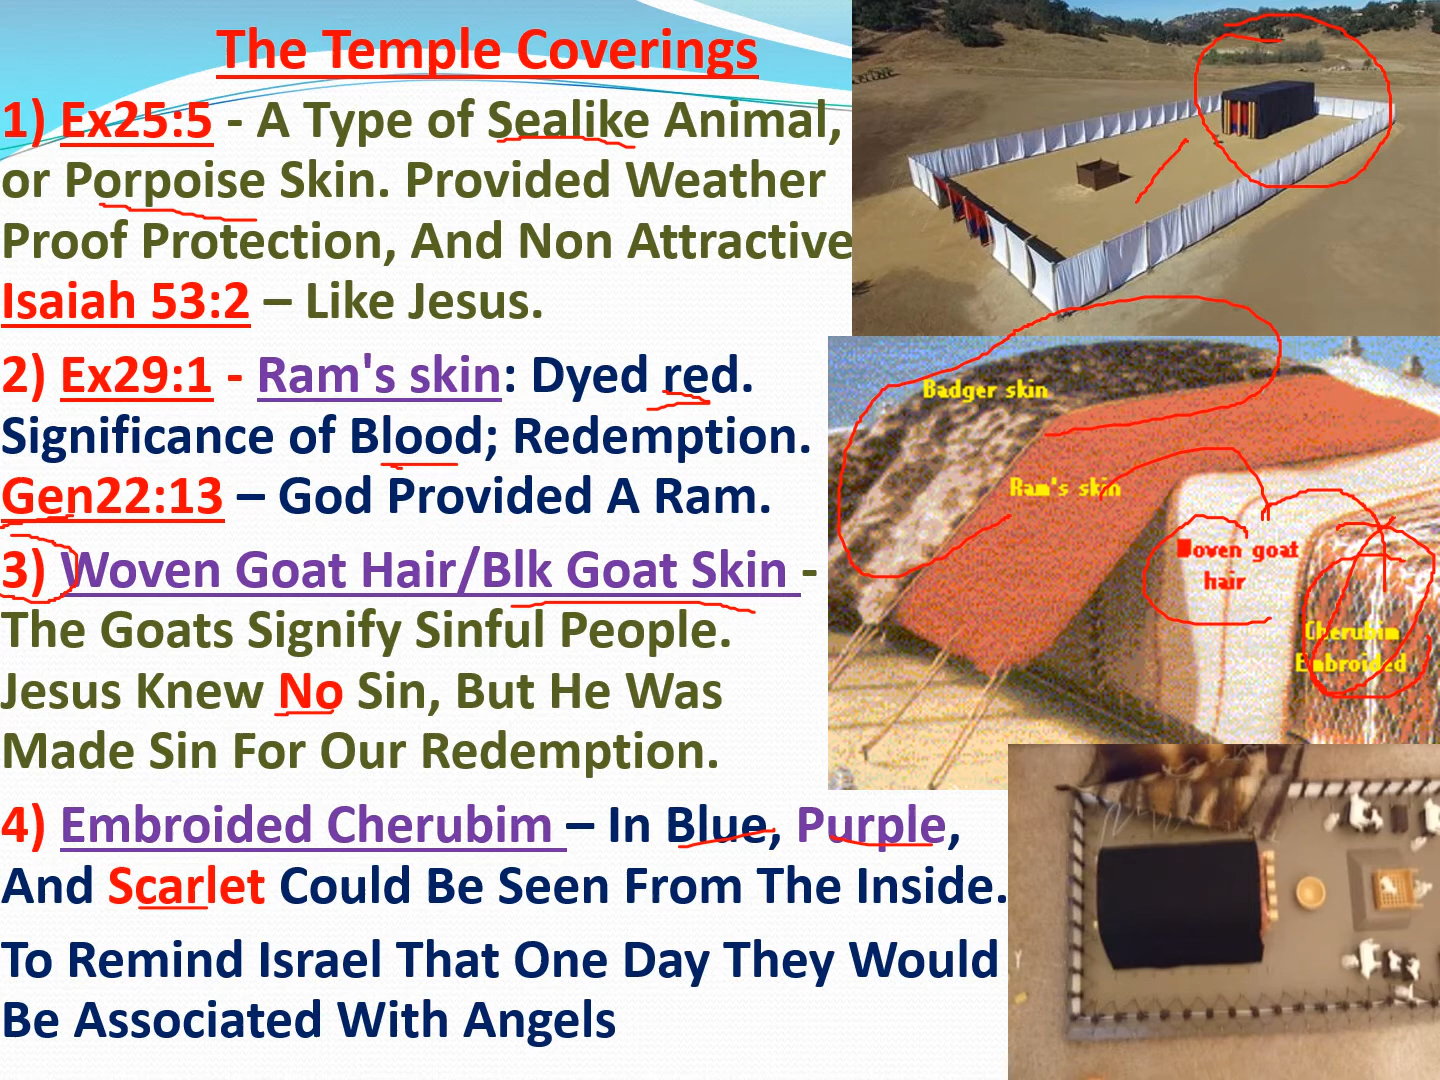 The Temple Coverings
1) Ex25:5 - A Type of Sealike Animal,
or Porpoise Skin. Provided Weather
Proof Protection, And Non Attractive
Isaiah 53:2 – Like Jesus.
2) Ex29:1 - Ram's skin: Dyed red.
Significance of Blood; Redemption.
Gen22:13 – God Provided A Ram.
3) Woven Goat Hair/Blk Goat Skin -
The Goats Signify Sinful People.
Jesus Knew No Sin, But He Was
Made Sin For Our Redemption.
4) Embroided Cherubim – In Blue, Purple,
And Scarlet Could Be Seen From The Inside.
To Remind Israel That One Day They Would
Be Associated With Angels
Badger skin
Ram's skin
Woven goat
hair
Cherubim
Embroided